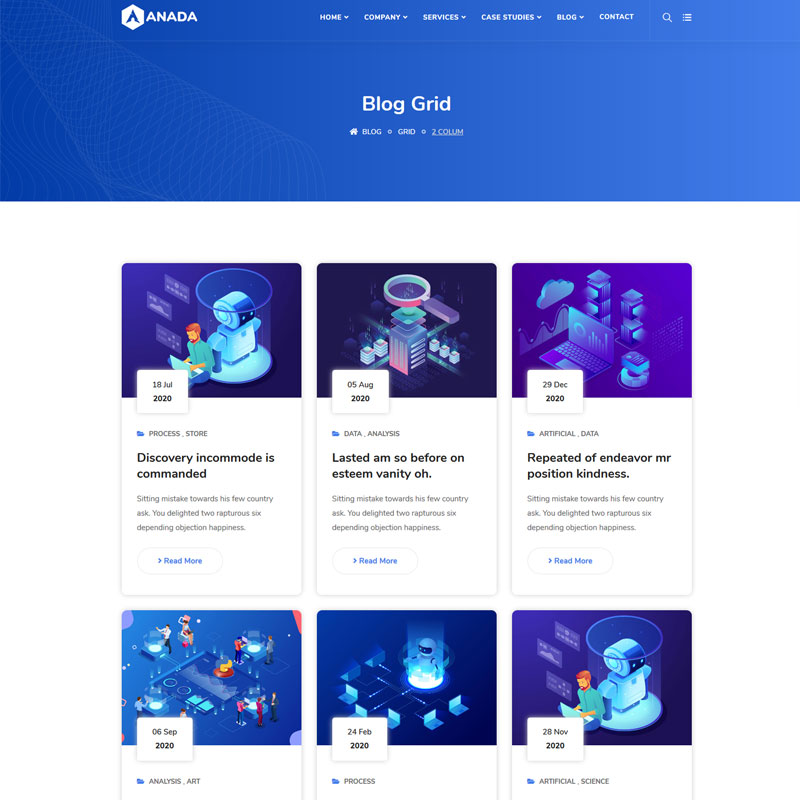 ANADA
HOME COMPANY SERVICES CASE STUDIES BLOG CONTACT
Blog Grid
BLOG GRID 2 COLUM
18 Jul
2020
PROCESS , STORE
Discovery incommode is
commanded
Sitting mistake towards his few country
ask. You delighted two rapturous six
depending objection happiness.
Read More
05 Aug
2020
DATA , ANALYSIS
Lasted am so before on
esteem vanity oh.
Sitting mistake towards his few country
ask. You delighted two rapturous six
depending objection happiness.
Read More
29 Dec
2020
ARTIFICIAL , DATA
Repeated of endeavor mr
position kindness.
Sitting mistake towards his few country
ask. You delighted two rapturous six
depending objection happiness.
Read More
06 Sep
2020
ANALYSIS , ART
24 Feb
2020
PROCESS
28 Nov
2020
ARTIFICIAL , SCIENCE